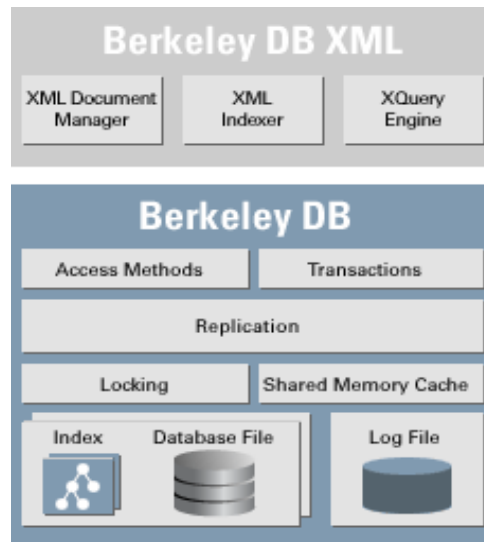 Berkeley DB XML
XML Document
Manager
XML
Indexer
XQuery
Engine
Berkeley DB
Access Methods
Transactions
Replication
Locking
Shared Memory Cache
Index
Database File
Log File